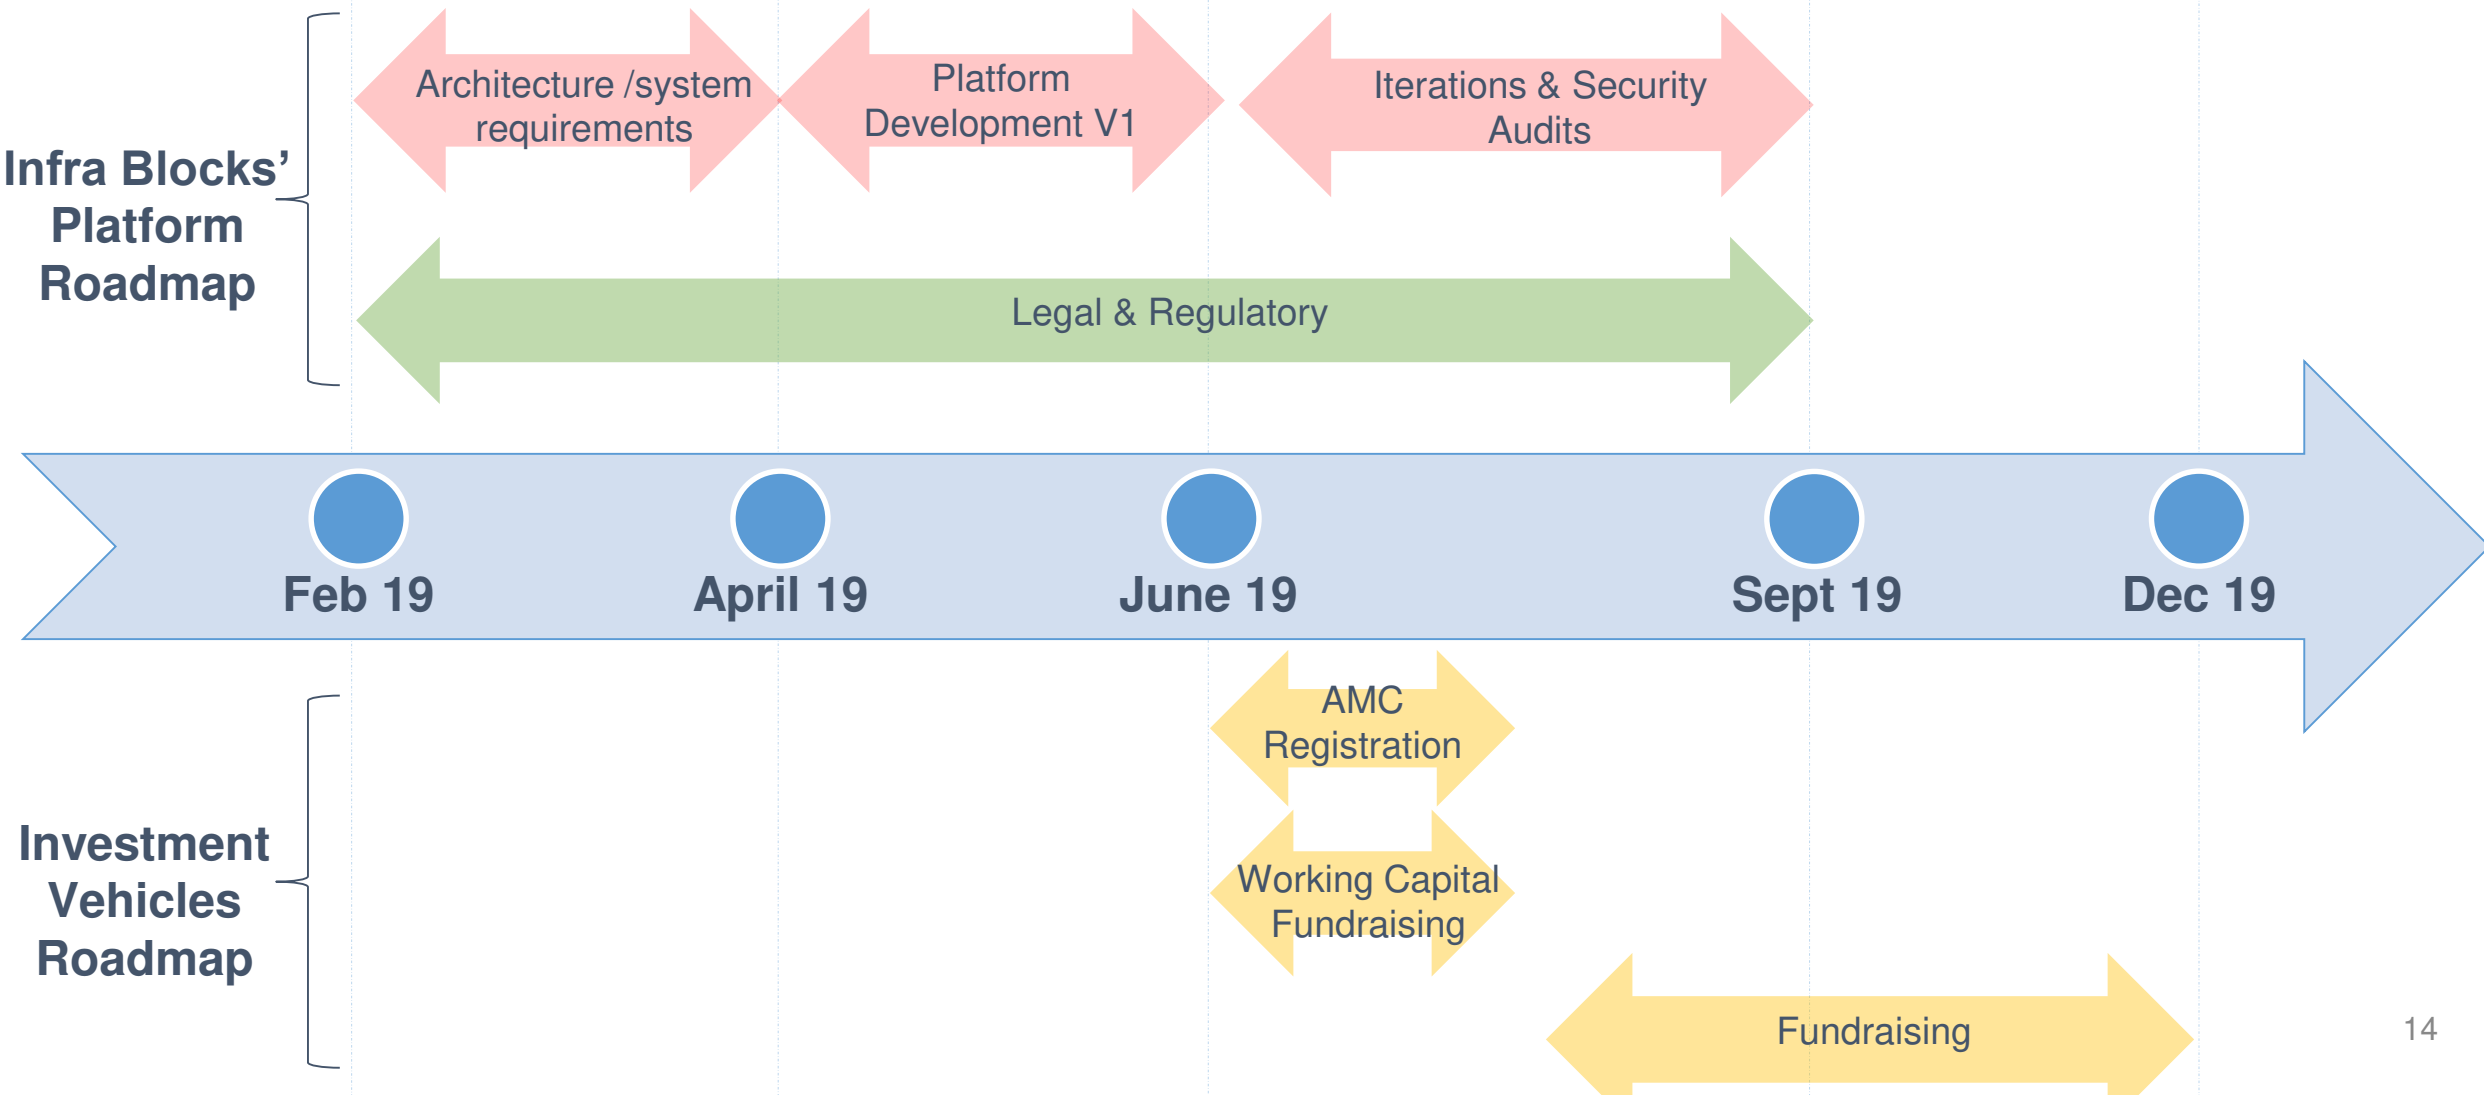 Architecture /system
requirements
Platform
Development V1
Iterations & Security
Audits
Infra Blocks’
Platform
Roadmap
Legal & Regulatory
Feb 19
April 19
June 19
Sept 19
Dec 19
AMC
Registration
Investment
Vehicles
Roadmap
Working Capital
Fundraising
Fundraising
14